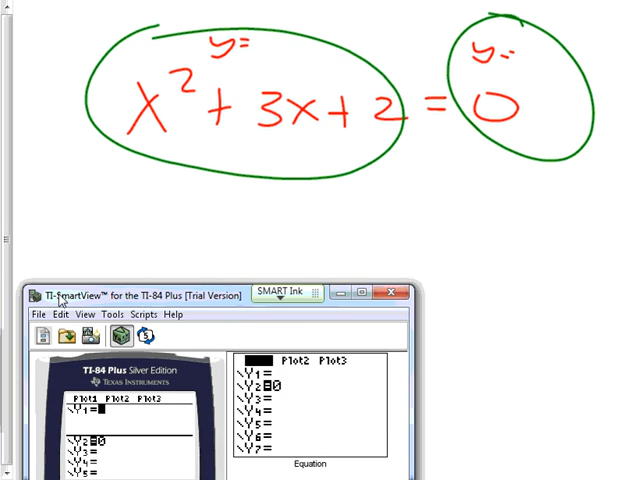 y= y=
x² + 3x + 2 = 0
TI-SmartView™ for the TI-84 Plus [Trial Version]
SMART Ink
File Edit View Tools Scripts Help
5
TI-84 Plus Silver Edition
TEXAS INSTRUMENTS
Plot1 Plot2 Plot3
\Y1=
\Y2=0
\Y3=
\Y4=
\Y5=
Plot2 Plot3
\Y1=
\Y2=0
\Y3=
\Y4=
\Y5=
\Y6=
\Y7=
Equation